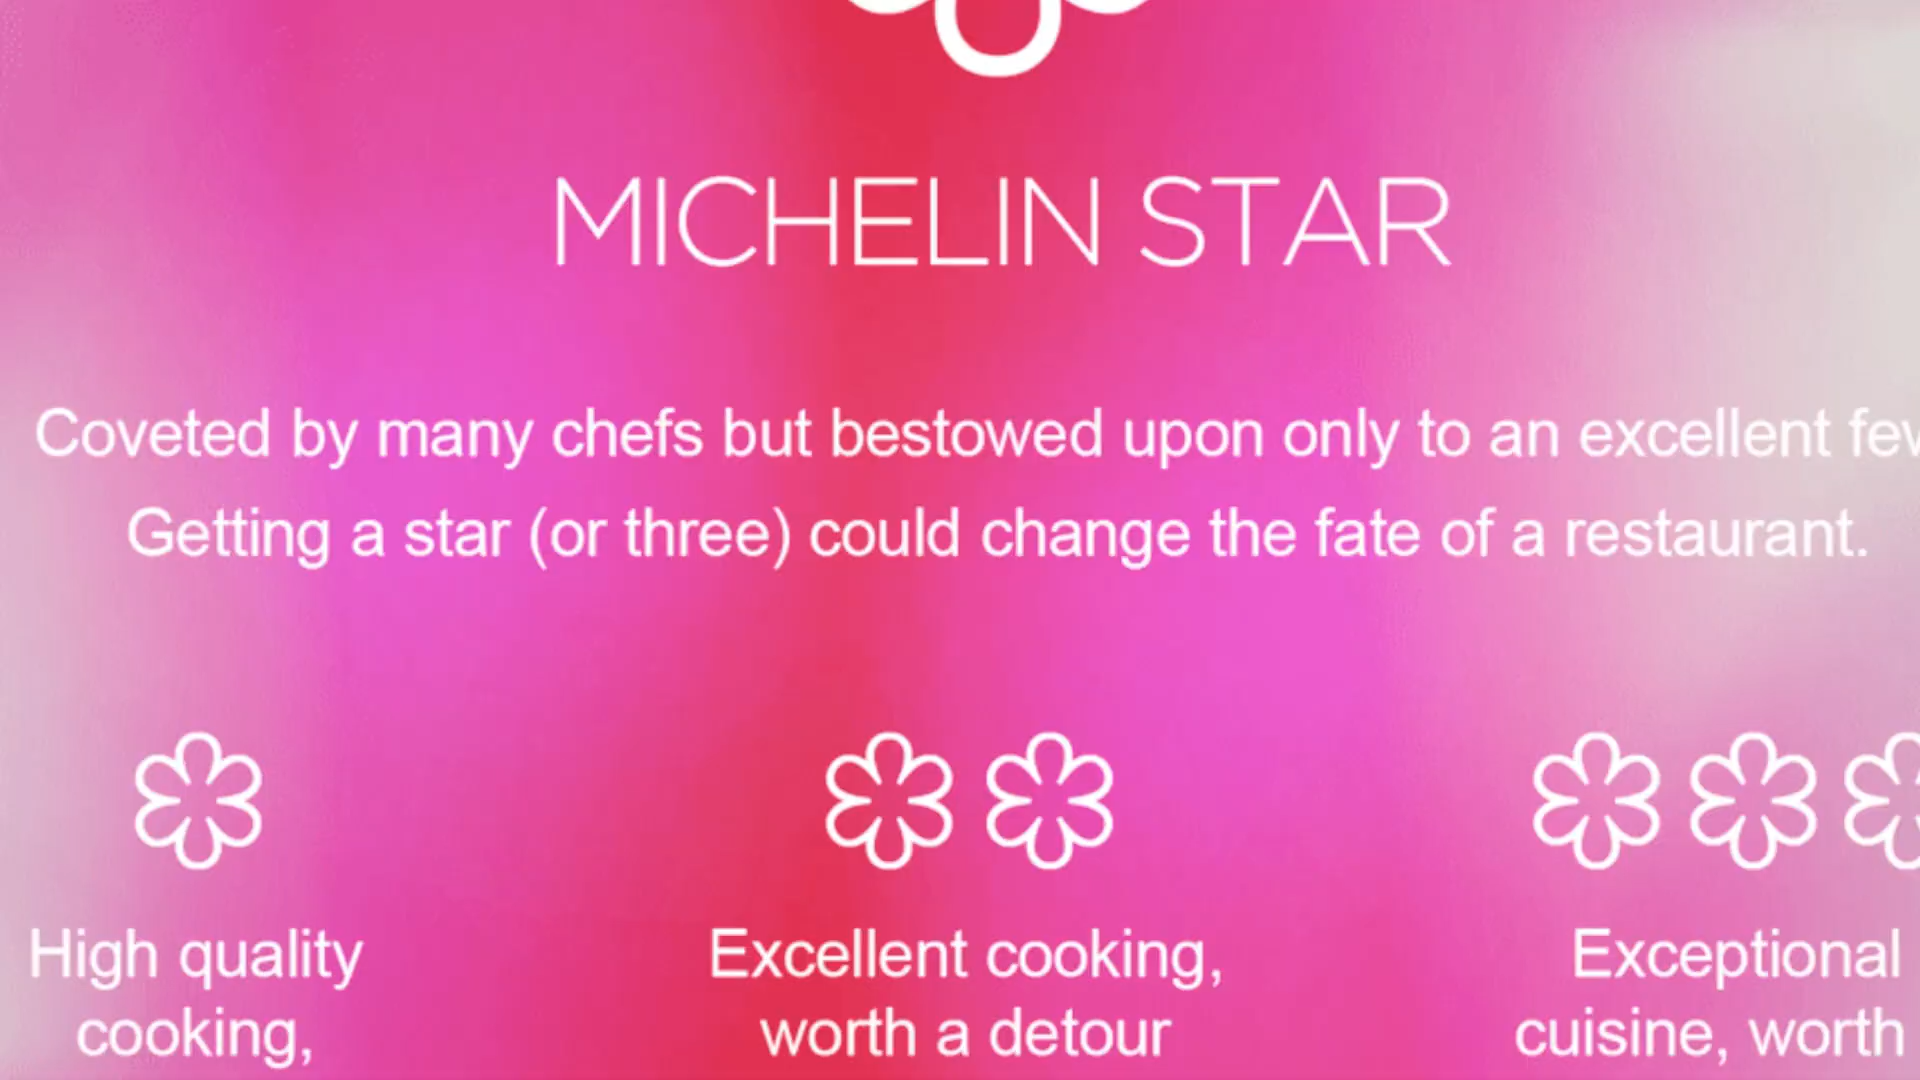 MICHELIN STAR
Coveted by many chefs but bestowed upon only to an excellent few
Getting a star (or three) could change the fate of a restaurant.
High quality
cooking,
Excellent cooking,
worth a detour
Exceptional
cuisine, worth